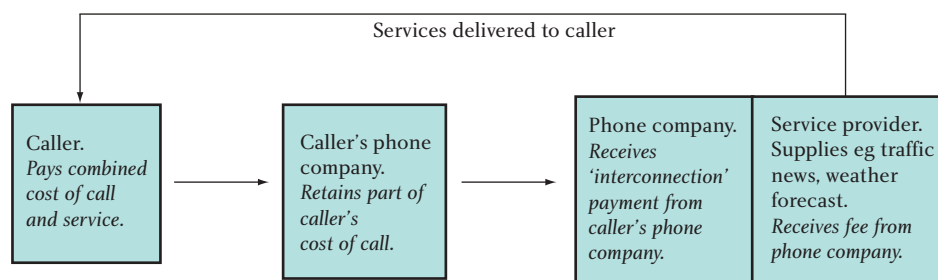 Services delivered to caller
Caller.
Pays combined
cost of call
and service.
Caller's phone
company.
Retains part of
caller's
cost of call.
Phone company.
Receives
‘interconnection’
payment from
caller's phone
company.
Service provider.
Supplies eg traffic
news, weather
forecast.
Receives fee from
phone company.